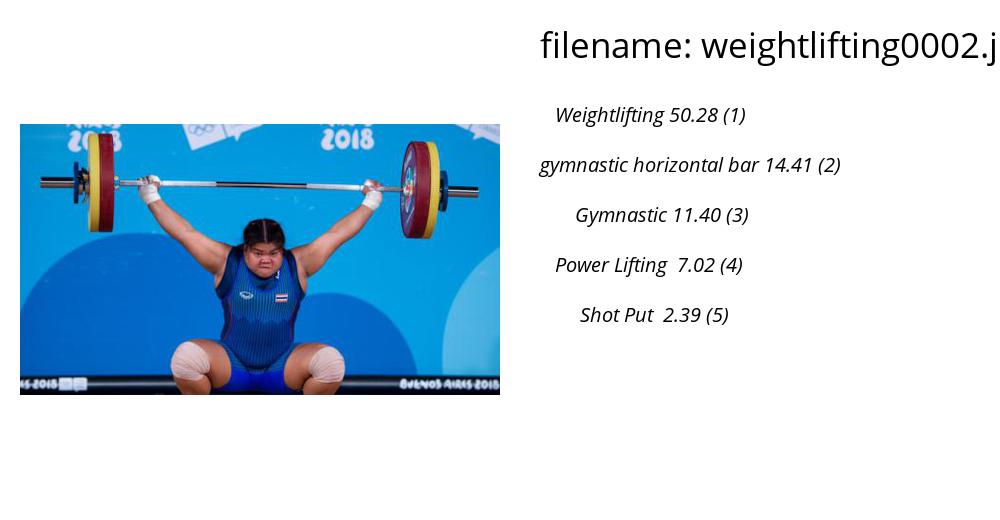 filename: weightlifting0002.j
Weightlifting 50.28 (1)
gymnastic horizontal bar 14.41 (2)
Gymnastic 11.40 (3)
Power Lifting 7.02 (4)
Shot Put 2.39 (5)
2018
2018
BUENOS AIRES 2018